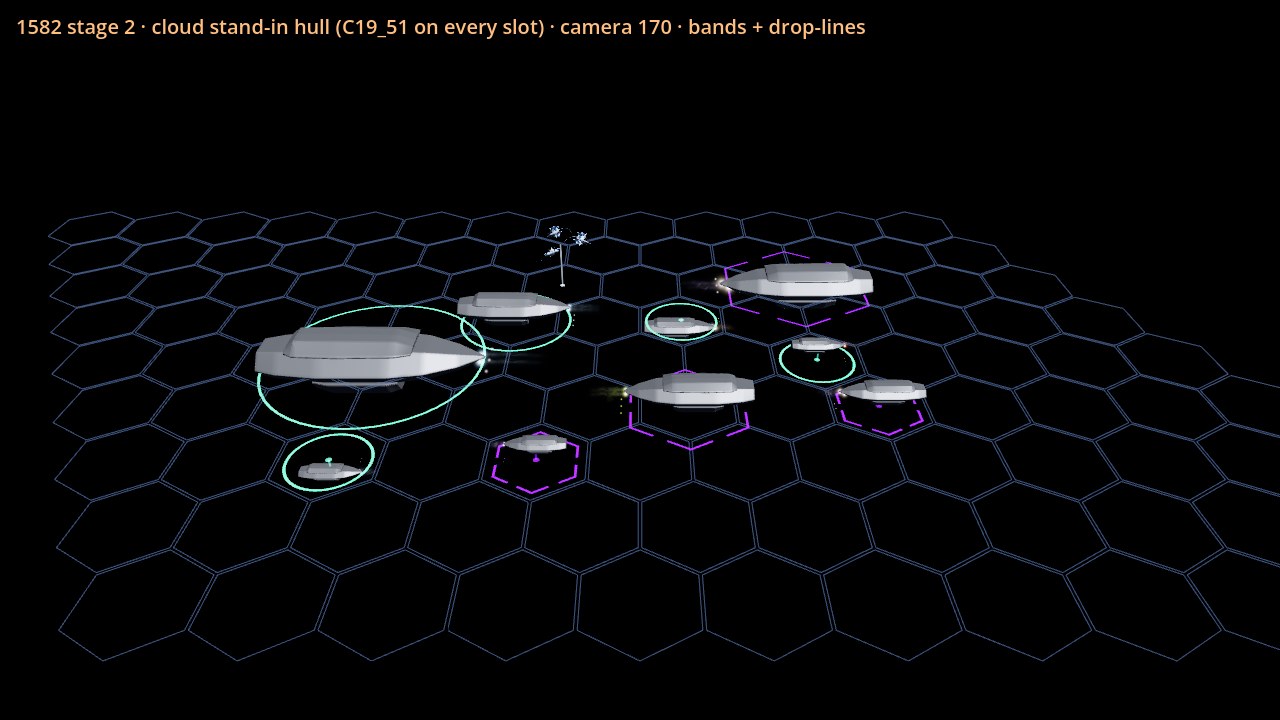 1582 stage 2 · cloud stand-in hull (C19_51 on every slot) · camera 170 · bands + drop-lines